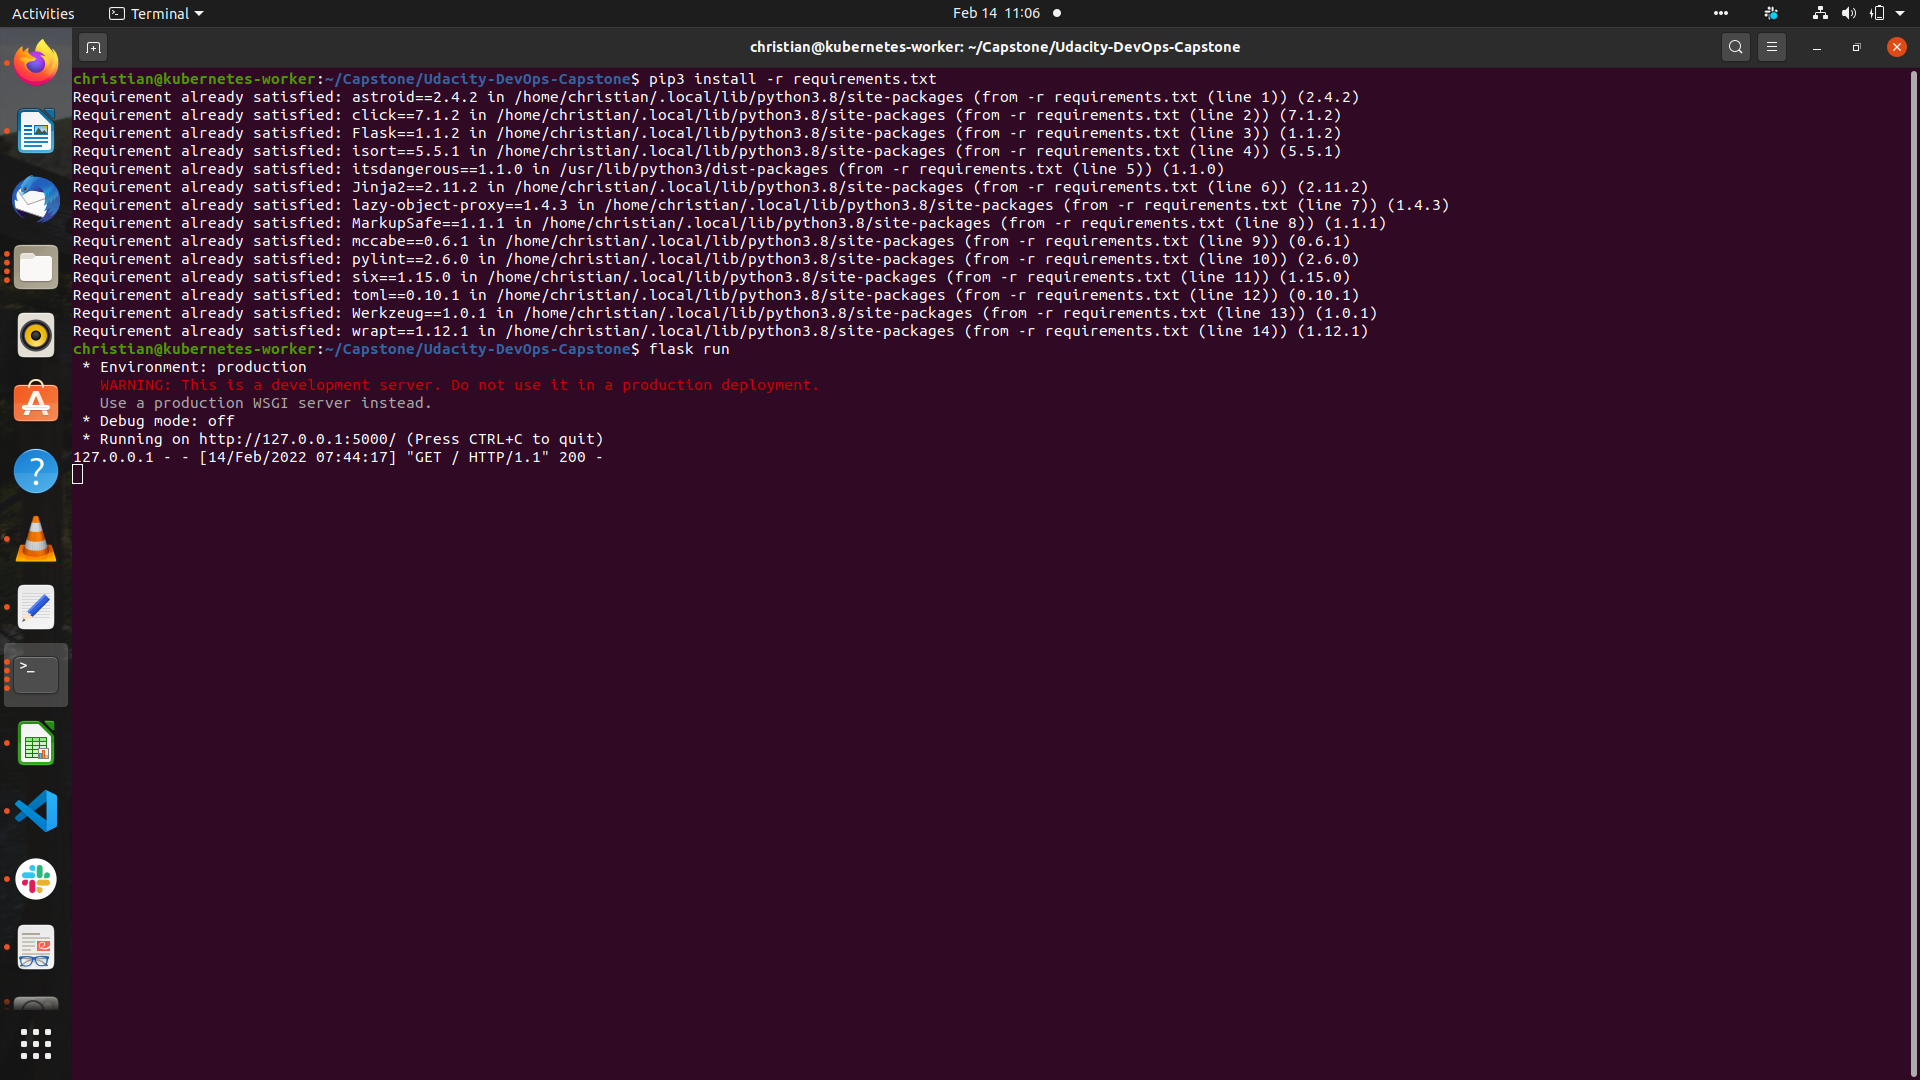 Activities
Terminal
Feb 14 11:06
christian@kubernetes-worker: ~/Capstone/Udacity-DevOps-Capstone
christian@kubernetes-worker:~/Capstone/Udacity-DevOps-Capstone$ pip3 install -r requirements.txt
Requirement already satisfied: astroid==2.4.2 in /home/christian/.local/lib/python3.8/site-packages (from -r requirements.txt (line 1)) (2.4.2)
Requirement already satisfied: click==7.1.2 in /home/christian/.local/lib/python3.8/site-packages (from -r requirements.txt (line 2)) (7.1.2)
Requirement already satisfied: Flask==1.1.2 in /home/christian/.local/lib/python3.8/site-packages (from -r requirements.txt (line 3)) (1.1.2)
Requirement already satisfied: isort==5.5.1 in /home/christian/.local/lib/python3.8/site-packages (from -r requirements.txt (line 4)) (5.5.1)
Requirement already satisfied: itsdangerous==1.1.0 in /usr/lib/python3/dist-packages (from -r requirements.txt (line 5)) (1.1.0)
Requirement already satisfied: Jinja2==2.11.2 in /home/christian/.local/lib/python3.8/site-packages (from -r requirements.txt (line 6)) (2.11.2)
Requirement already satisfied: lazy-object-proxy==1.4.3 in /home/christian/.local/lib/python3.8/site-packages (from -r requirements.txt (line 7)) (1.4.3)
Requirement already satisfied: MarkupSafe==1.1.1 in /home/christian/.local/lib/python3.8/site-packages (from -r requirements.txt (line 8)) (1.1.1)
Requirement already satisfied: mccabe==0.6.1 in /home/christian/.local/lib/python3.8/site-packages (from -r requirements.txt (line 9)) (0.6.1)
Requirement already satisfied: pylint==2.6.0 in /home/christian/.local/lib/python3.8/site-packages (from -r requirements.txt (line 10)) (2.6.0)
Requirement already satisfied: six==1.15.0 in /home/christian/.local/lib/python3.8/site-packages (from -r requirements.txt (line 11)) (1.15.0)
Requirement already satisfied: toml==0.10.1 in /home/christian/.local/lib/python3.8/site-packages (from -r requirements.txt (line 12)) (0.10.1)
Requirement already satisfied: Werkzeug==1.0.1 in /home/christian/.local/lib/python3.8/site-packages (from -r requirements.txt (line 13)) (1.0.1)
Requirement already satisfied: wrapt==1.12.1 in /home/christian/.local/lib/python3.8/site-packages (from -r requirements.txt (line 14)) (1.12.1)
christian@kubernetes-worker:~/Capstone/Udacity-DevOps-Capstone$ flask run
 * Environment: production
   WARNING: This is a development server. Do not use it in a production deployment.
   Use a production WSGI server instead.
 * Debug mode: off
 * Running on http://127.0.0.1:5000/ (Press CTRL+C to quit)
127.0.0.1 - - [14/Feb/2022 07:44:17] "GET / HTTP/1.1" 200 -